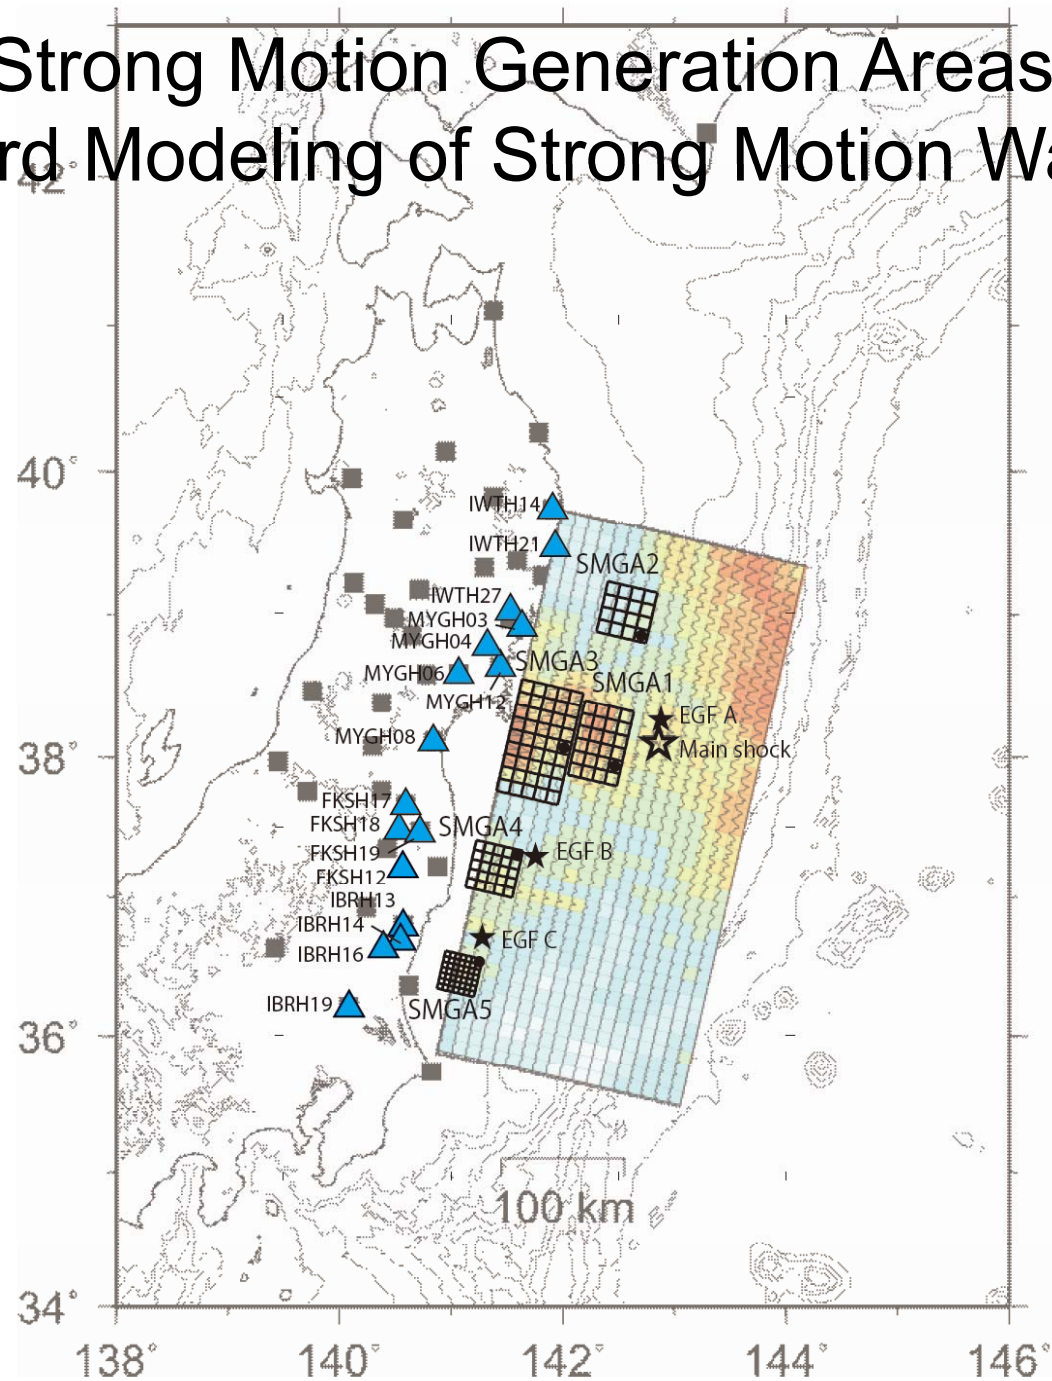 Strong Motion Generation Areas
rd Modeling of Strong Motion Wa
42°
40°
IWTH14
IWTH21
SMGA2
IWTH27
MYGH03
MYGH04
SMGA3
MYGH06
SMGA1
MYGH12
EGF A
MYGH08
Main shock
38°
FKSH17
FKSH18
SMGA4
FKSH19
EGF B
FKSH12
IBRH13
IBRH14
EGF C
IBRH16
IBRH19
SMGA5
36°
100 km
34°
138° 140° 142° 144° 146°